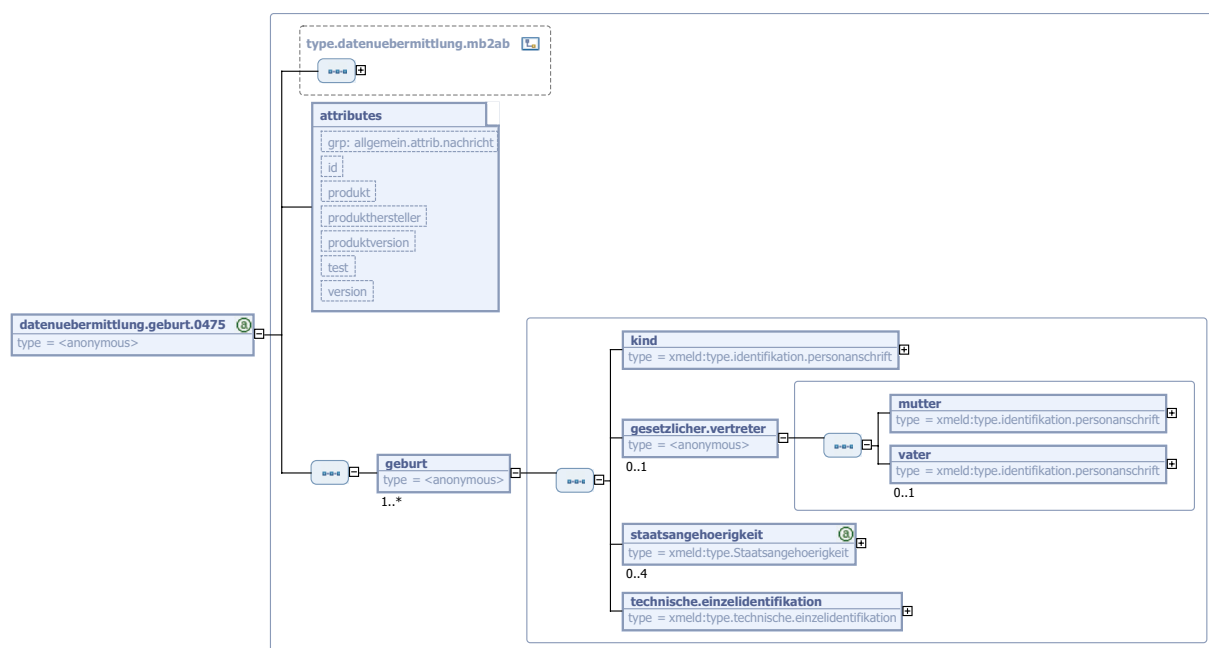 type.datenuebermittlung.mb2ab
attributes
grp: allgemein.attrib.nachricht
id
produkt
produkthersteller
produktversion
test
version
datenuebermittlung.geburt.0475 a
type = <anonymous>
geburt
type = <anonymous>
1..*
kind
type = xmeld:type.identifikation.personanschrift
gesetzlicher.vertreter
type = <anonymous>
0..1
mutter
type = xmeld:type.identifikation.personanschrift
vater
type = xmeld:type.identifikation.personanschrift
0..1
staatsangehoerigkeit a
type = xmeld:type.Staatsangehoerigkeit
0..4
technische.einzelidentifikation
type = xmeld:type.technische.einzelidentifikation